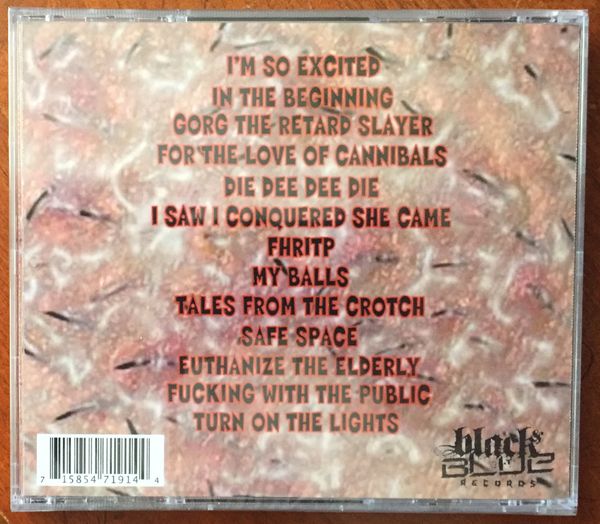 I'M SO EXCITED
IN THE BEGINNING
GORG THE RETARD SLAYER
FOR THE LOVE OF CANNIBALS
DIE DEE DEE DIE
I SAW I CONQUERED SHE CAME
FHRITP
MY BALLS
TALES FROM THE CROTCH
SAFE SPACE
EUTHANIZE THE ELDERLY
FUCKING WITH THE PUBLIC
TURN ON THE LIGHTS
7 15854 71914 4
black &
BLUE
RECORDS